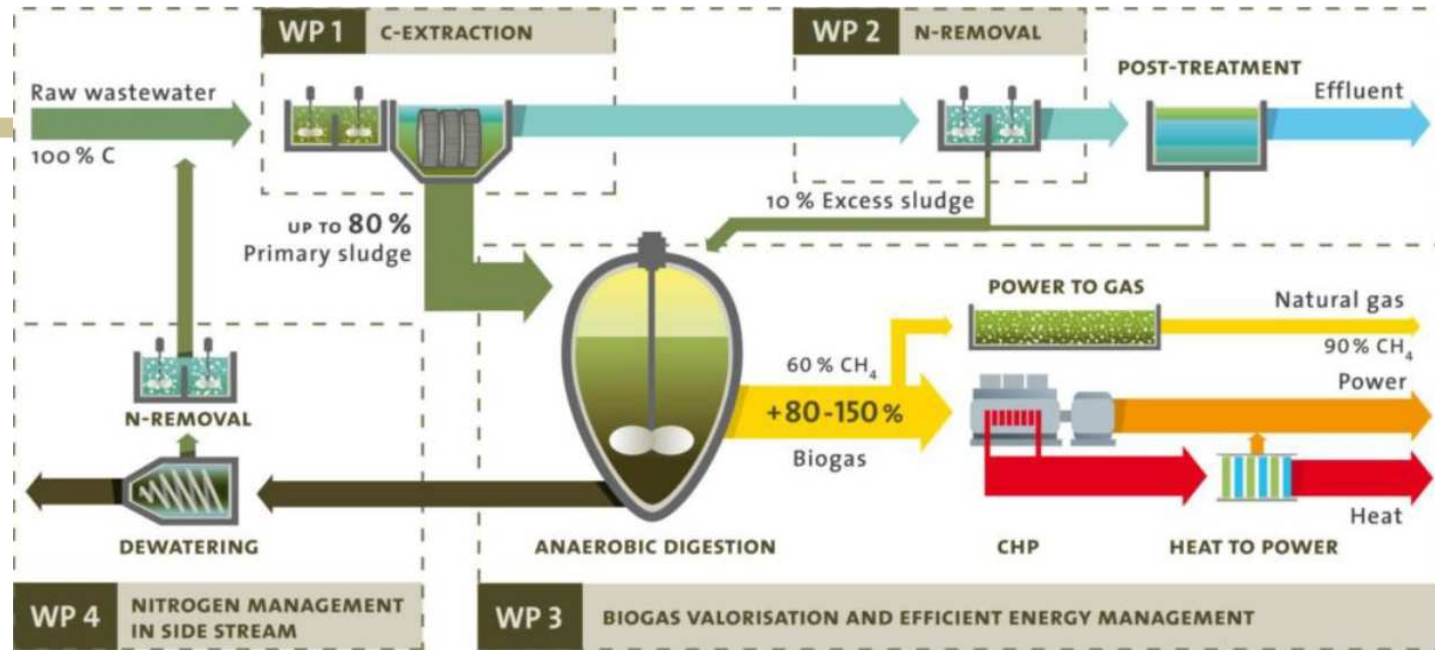 WP 1 C-EXTRACTION
WP 2 N-REMOVAL
POST-TREATMENT
Raw wastewater
Effluent
100 % C
10 % Excess sludge
UP TO 80 %
Primary sludge
POWER TO GAS
Natural gas
60 % CH₄
90 % CH₄
Power
N-REMOVAL
+80-150 %
Biogas
Heat
DEWATERING
ANAEROBIC DIGESTION
CHP
HEAT TO POWER
WP 4 NITROGEN MANAGEMENT
IN SIDE STREAM
WP 3 BIOGAS VALORISATION AND EFFICIENT ENERGY MANAGEMENT